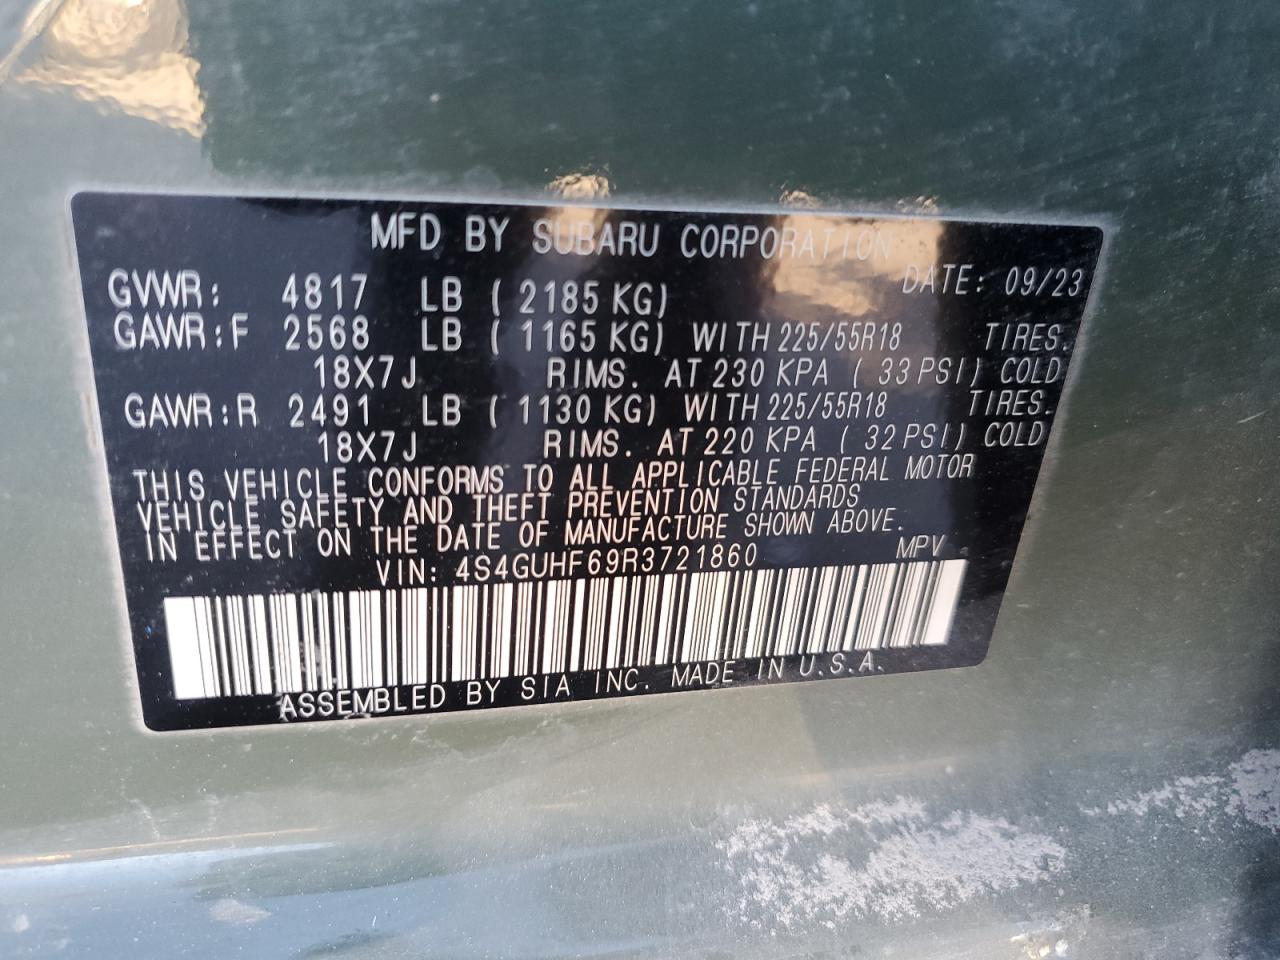 MFD BY SUBARU CORPORATION
DATE: 09/23
GVWR: 4817 LB ( 2185 KG)
GAWR:F 2568 LB ( 1165 KG) WITH 225/55R18 TIRES.
18X7J RIMS. AT 230 KPA ( 33 PSI) COLD
GAWR:R 2491 LB ( 1130 KG) WITH 225/55R18 TIRES.
18X7J RIMS. AT 220 KPA ( 32 PSI) COLD
THIS VEHICLE CONFORMS TO ALL APPLICABLE FEDERAL MOTOR
VEHICLE SAFETY AND THEFT PREVENTION STANDARDS
IN EFFECT ON THE DATE OF MANUFACTURE SHOWN ABOVE.
VIN: 4S4GUHF69R3721860 MPV
ASSEMBLED BY SIA INC. MADE IN U.S.A.